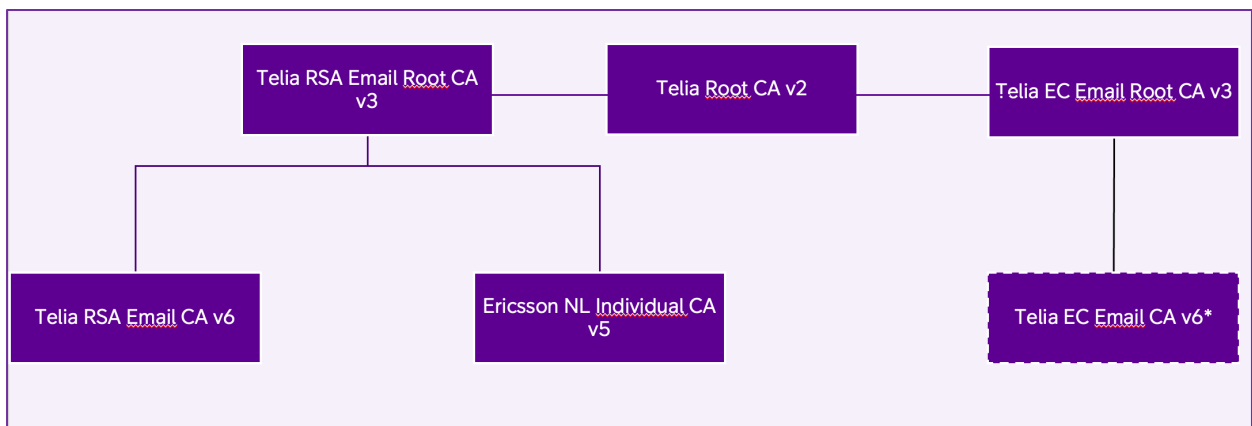 Telia RSA Email Root CA
v3
Telia Root CA v2
Telia EC Email Root CA v3
Telia RSA Email CA v6
Ericsson NL Individual CA
v5
Telia EC Email CA v6*